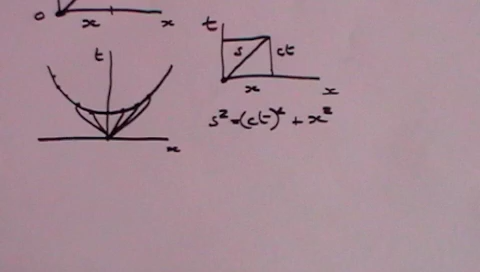 o x x
t
x
t
s ct
x
x
s² = (ct)² + x²